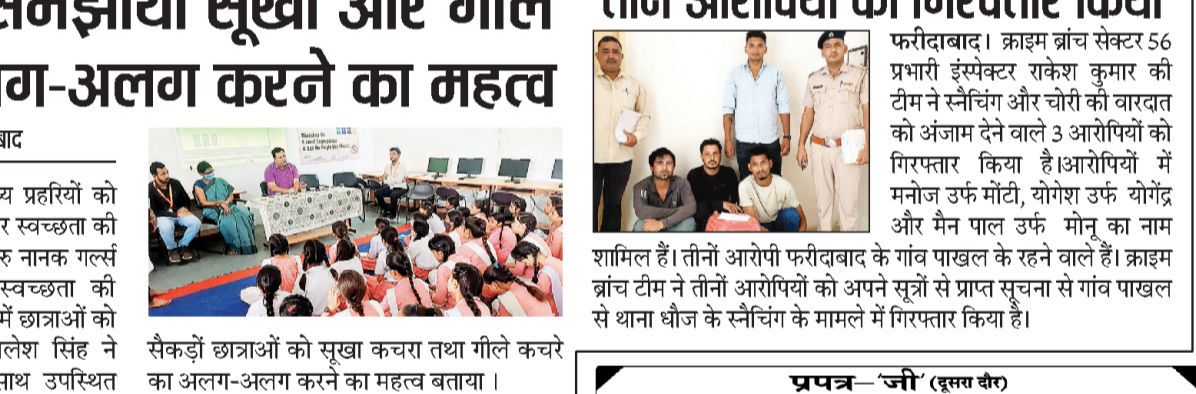 समझाया सूखा और गीले
ग-अलग करने का महत्व
बाद
य प्रहरियों को
र स्वच्छता की
रु नानक गर्ल्स
स्वच्छता की
में छात्राओं को
लेश सिंह ने
साथ उपस्थित
सैकड़ों छात्राओं को सूखा कचरा तथा गीले कचरे
का अलग-अलग करने का महत्व बताया ।
तीन आरोपियों को गिरफ्तार किया
फरीदाबाद। क्राइम ब्रांच सेक्टर 56
प्रभारी इंस्पेक्टर राकेश कुमार की
टीम ने स्नैचिंग और चोरी की वारदात
को अंजाम देने वाले 3 आरोपियों को
गिरफ्तार किया है।आरोपियों में
मनोज उर्फ मोंटी, योगेश उर्फ योगेंद्र
और मैन पाल उर्फ मोनू का नाम
शामिल हैं। तीनों आरोपी फरीदाबाद के गांव पाखल के रहने वाले हैं। क्राइम
ब्रांच टीम ने तीनों आरोपियों को अपने सूत्रों से प्राप्त सूचना से गांव पाखल
से थाना धौज के स्नैचिंग के मामले में गिरफ्तार किया है।
प्रपत्र–'जी' (दूसरा दौर)